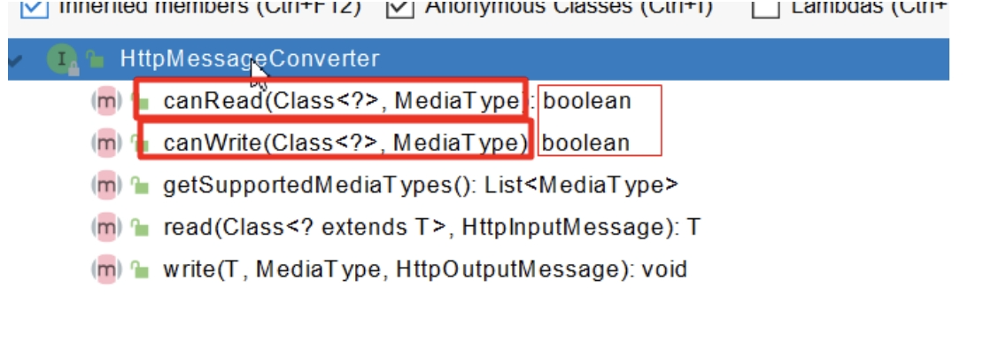 Inherited members (Ctrl+F12) Anonymous Classes (Ctrl+I) Lambdas (Ctrl+
I HttpMessageConverter
m canRead(Class<?>, MediaType): boolean
m canWrite(Class<?>, MediaType) boolean
m getSupportedMediaTypes(): List<MediaType>
m read(Class<? extends T>, HttpInputMessage): T
m write(T, MediaType, HttpOutputMessage): void